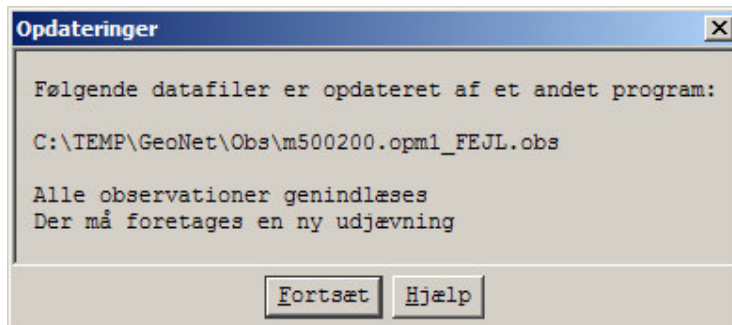 Opdateringer
Følgende datafiler er opdateret af et andet program:
C:\TEMP\GeoNet\Obs\m500200.opm1_FEJL.obs
Alle observationer genindlæses
Der må foretages en ny udjævning
Fortsæt Hjælp